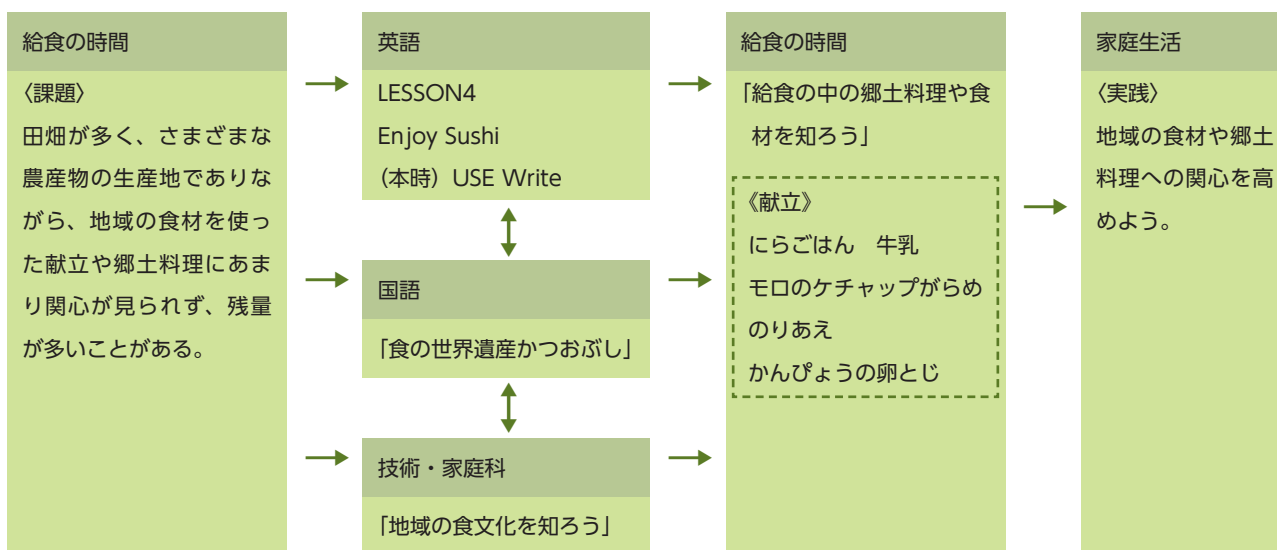 給食の時間
〈課題〉
田畑が多く、さまざまな
農産物の生産地でありな
がら、地域の食材を使っ
た献立や郷土料理にあま
り関心が見られず、残量
が多いことがある。
英語
LESSON4
Enjoy Sushi
（本時）USE Write
国語
「食の世界遺産かつおぶし」
技術・家庭科
「地域の食文化を知ろう」
給食の時間
「給食の中の郷土料理や食
材を知ろう」
《献立》
にらごはん　牛乳
モロのケチャップがらめ
のりあえ
かんぴょうの卵とじ
家庭生活
〈実践〉
地域の食材や郷土
料理への関心を高
めよう。